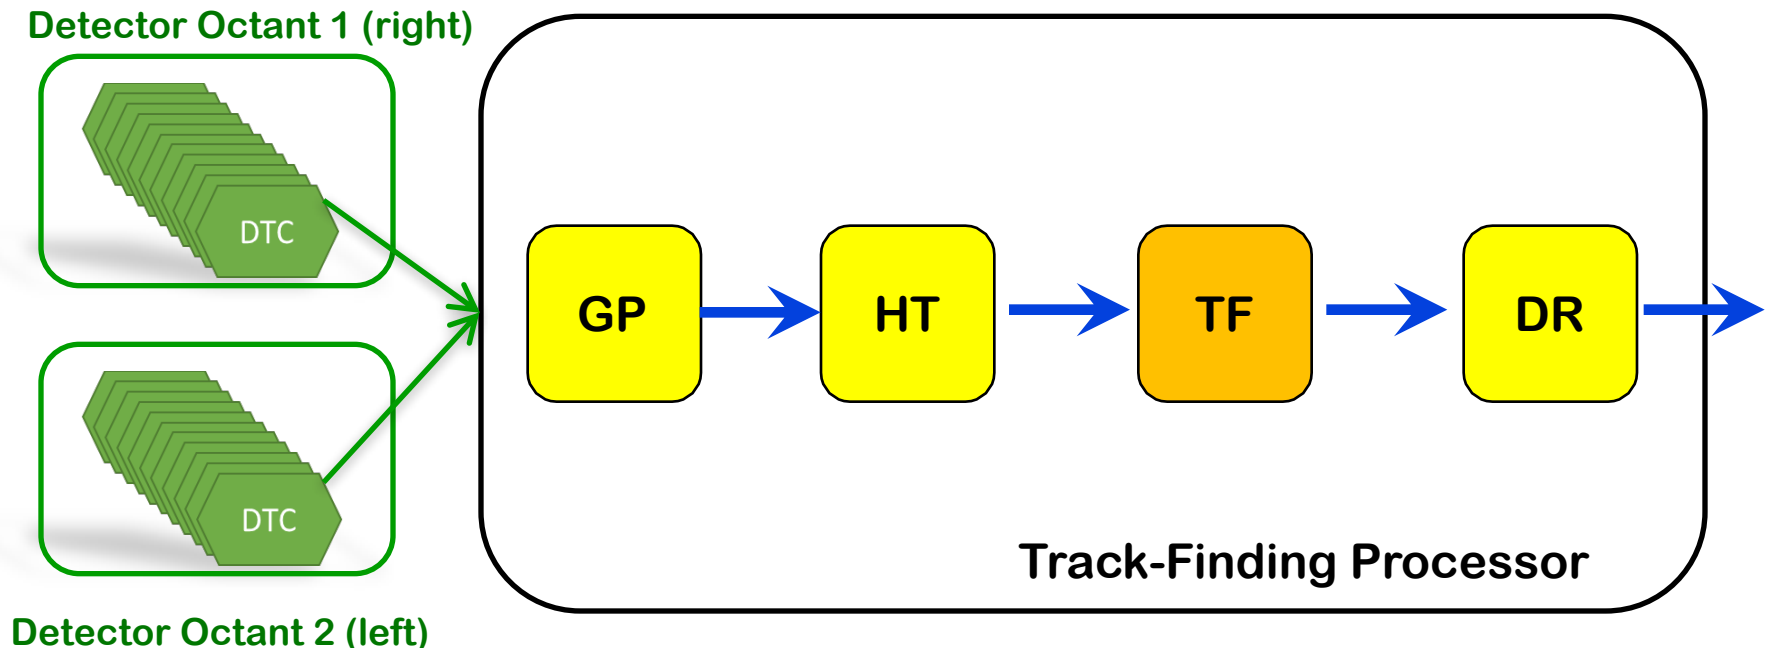 Detector Octant 1 (right)
DTC
GP
HT
TF
DR
DTC
Track-Finding Processor
Detector Octant 2 (left)